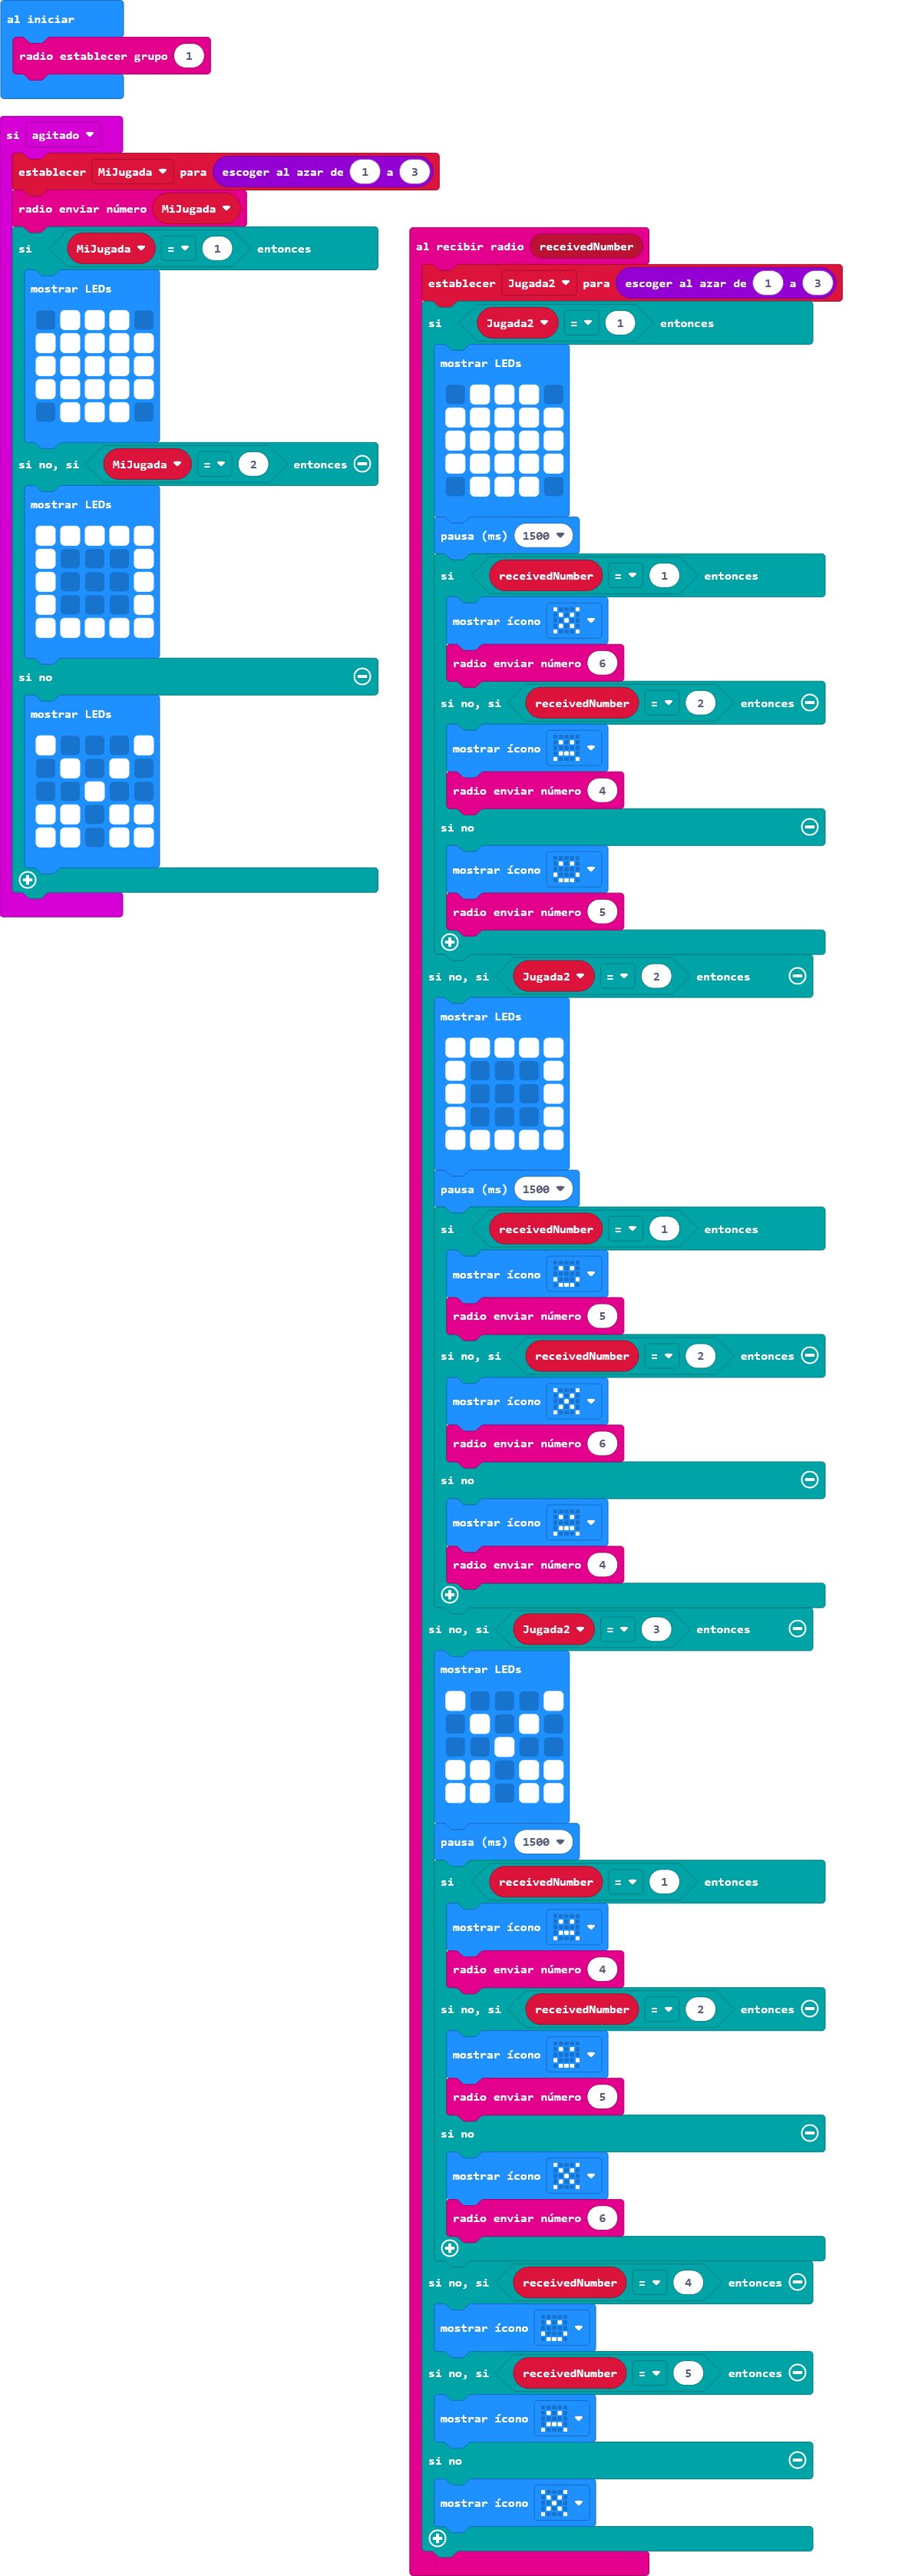 al iniciar
radio establecer grupo 1
si agitado
establecer MiJugada para escoger al azar de 1 a 3
radio enviar número MiJugada
si MiJugada = 1 entonces
mostrar LEDs
si no, si MiJugada = 2 entonces
mostrar LEDs
si no
mostrar LEDs
al recibir radio receivedNumber
establecer Jugada2 para escoger al azar de 1 a 3
si Jugada2 = 1 entonces
mostrar LEDs
pausa (ms) 1500
si receivedNumber = 1 entonces
mostrar ícono
radio enviar número 6
si no, si receivedNumber = 2 entonces
mostrar ícono
radio enviar número 4
si no
mostrar ícono
radio enviar número 5
si no, si Jugada2 = 2 entonces
mostrar LEDs
pausa (ms) 1500
si receivedNumber = 1 entonces
mostrar ícono
radio enviar número 5
si no, si receivedNumber = 2 entonces
mostrar ícono
radio enviar número 6
si no
mostrar ícono
radio enviar número 4
si no, si Jugada2 = 3 entonces
mostrar LEDs
pausa (ms) 1500
si receivedNumber = 1 entonces
mostrar ícono
radio enviar número 4
si no, si receivedNumber = 2 entonces
mostrar ícono
radio enviar número 5
si no
mostrar ícono
radio enviar número 6
si no, si receivedNumber = 4 entonces
mostrar ícono
si no, si receivedNumber = 5 entonces
mostrar ícono
si no
mostrar ícono